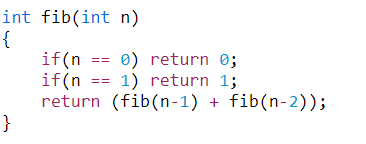 int fib(int n)
{
    if(n == 0) return 0;
    if(n == 1) return 1;
    return (fib(n-1) + fib(n-2));
}